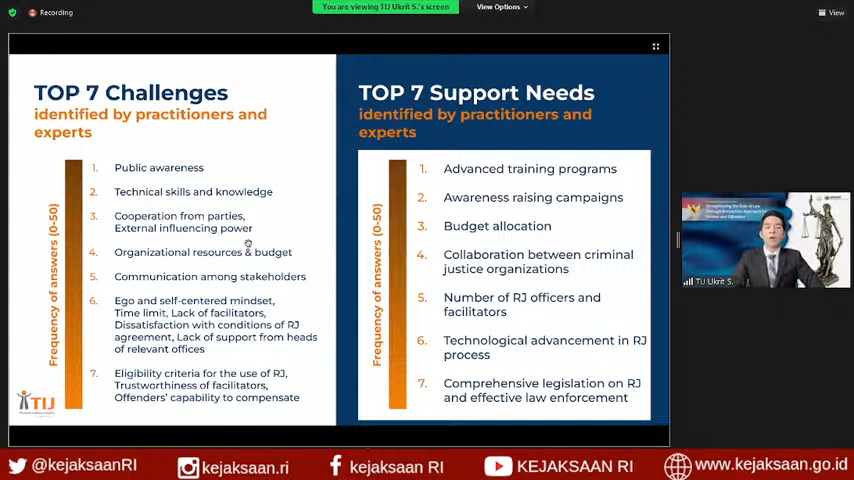 Recording
You are viewing TIJ Ukrit S.'s screen
View Options
View
TOP 7 Challenges
identified by practitioners and
experts
Frequency of answers (0-50)
1. Public awareness
2. Technical skills and knowledge
3. Cooperation from parties,
External influencing power
4. Organizational resources & budget
5. Communication among stakeholders
6. Ego and self-centered mindset,
Time limit, Lack of facilitators,
Dissatisfaction with conditions of RJ
agreement, Lack of support from heads
of relevant offices
7. Eligibility criteria for the use of RJ,
Trustworthiness of facilitators,
Offenders' capability to compensate
TIJ
TOP 7 Support Needs
identified by practitioners and
experts
Frequency of answers (0-50)
1. Advanced training programs
2. Awareness raising campaigns
3. Budget allocation
4. Collaboration between criminal
justice organizations
5. Number of RJ officers and
facilitators
6. Technological advancement in RJ
process
7. Comprehensive legislation on RJ
and effective law enforcement
Strengthening the Rule of Law
TIJ Ukrit S.
@kejaksaanRI
kejaksaan.ri
kejaksaan RI
KEJAKSAAN RI
www.kejaksaan.go.id